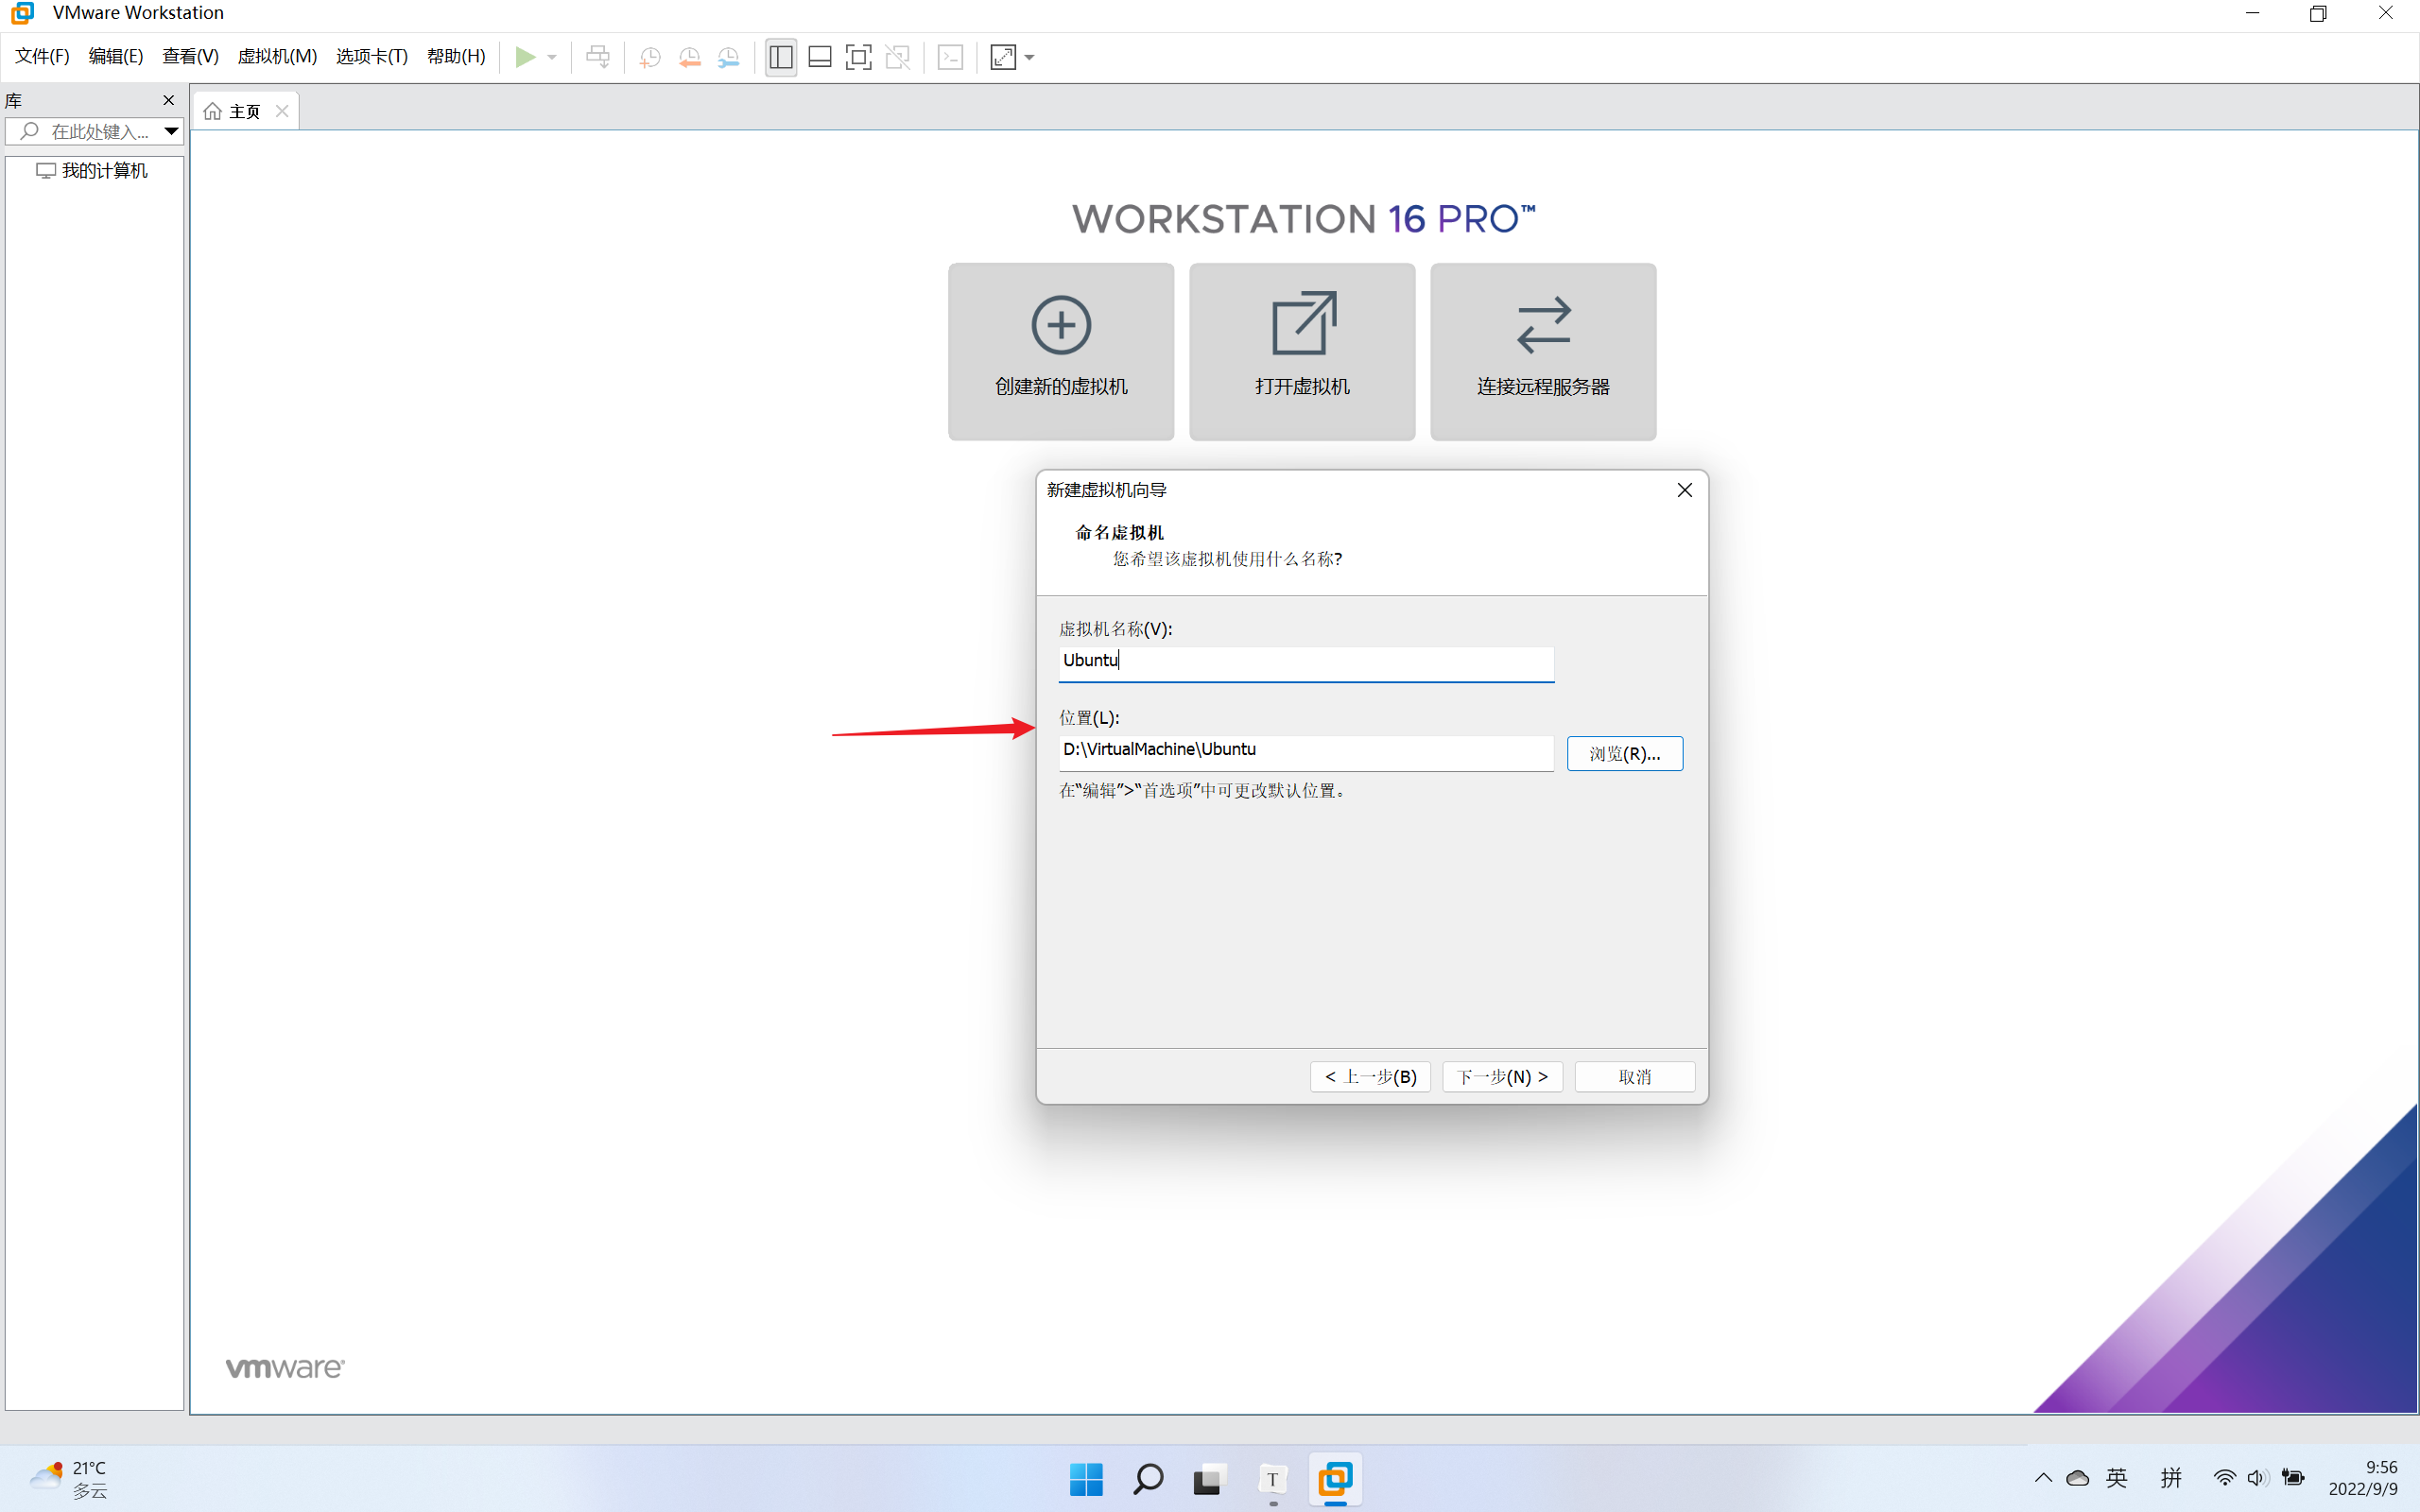 VMware Workstation
文件(F) 编辑(E) 查看(V) 虚拟机(M) 选项卡(T) 帮助(H)
库
主页
在此处键入...
我的计算机
WORKSTATION 16 PRO™
创建新的虚拟机
打开虚拟机
连接远程服务器
新建虚拟机向导
命名虚拟机
您希望该虚拟机使用什么名称?
虚拟机名称(V):
Ubuntu
位置(L):
D:\VirtualMachine\Ubuntu
浏览(R)...
在"编辑">"首选项"中可更改默认位置。
< 上一步(B)
下一步(N) >
取消
vmware®
21°C
多云
T
英
拼
9:56
2022/9/9